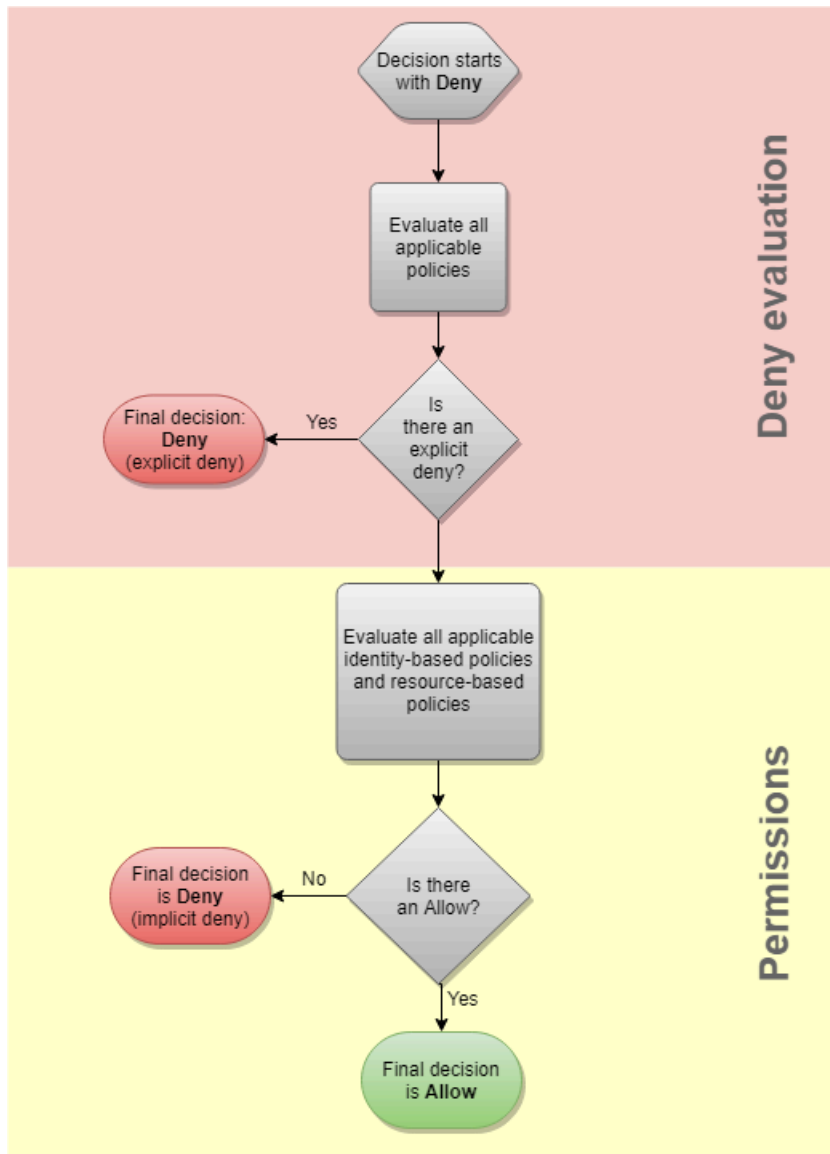 Decision starts
with Deny
Deny evaluation
Evaluate all
applicable
policies
Is
there an
explicit
deny?
Yes
Final decision:
Deny
(explicit deny)
Evaluate all applicable
identity-based policies
and resource-based
policies
Permissions
Is there
an Allow?
No
Final decision
is Deny
(implicit deny)
Yes
Final decision
is Allow